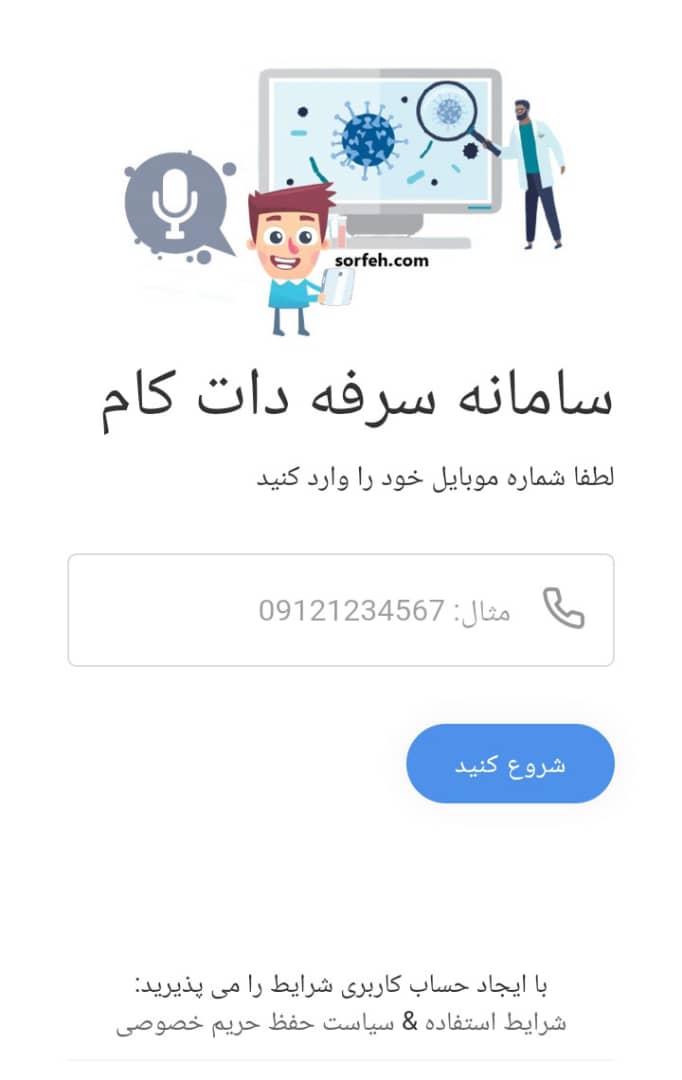 sorfeh.com
سامانه سرفه دات کام
لطفا شماره موبایل خود را وارد کنید
مثال: 09121234567
شروع کنید
با ایجاد حساب کاربری شرایط را می پذیرید:
شرایط استفاده & سیاست حفظ حریم خصوصی